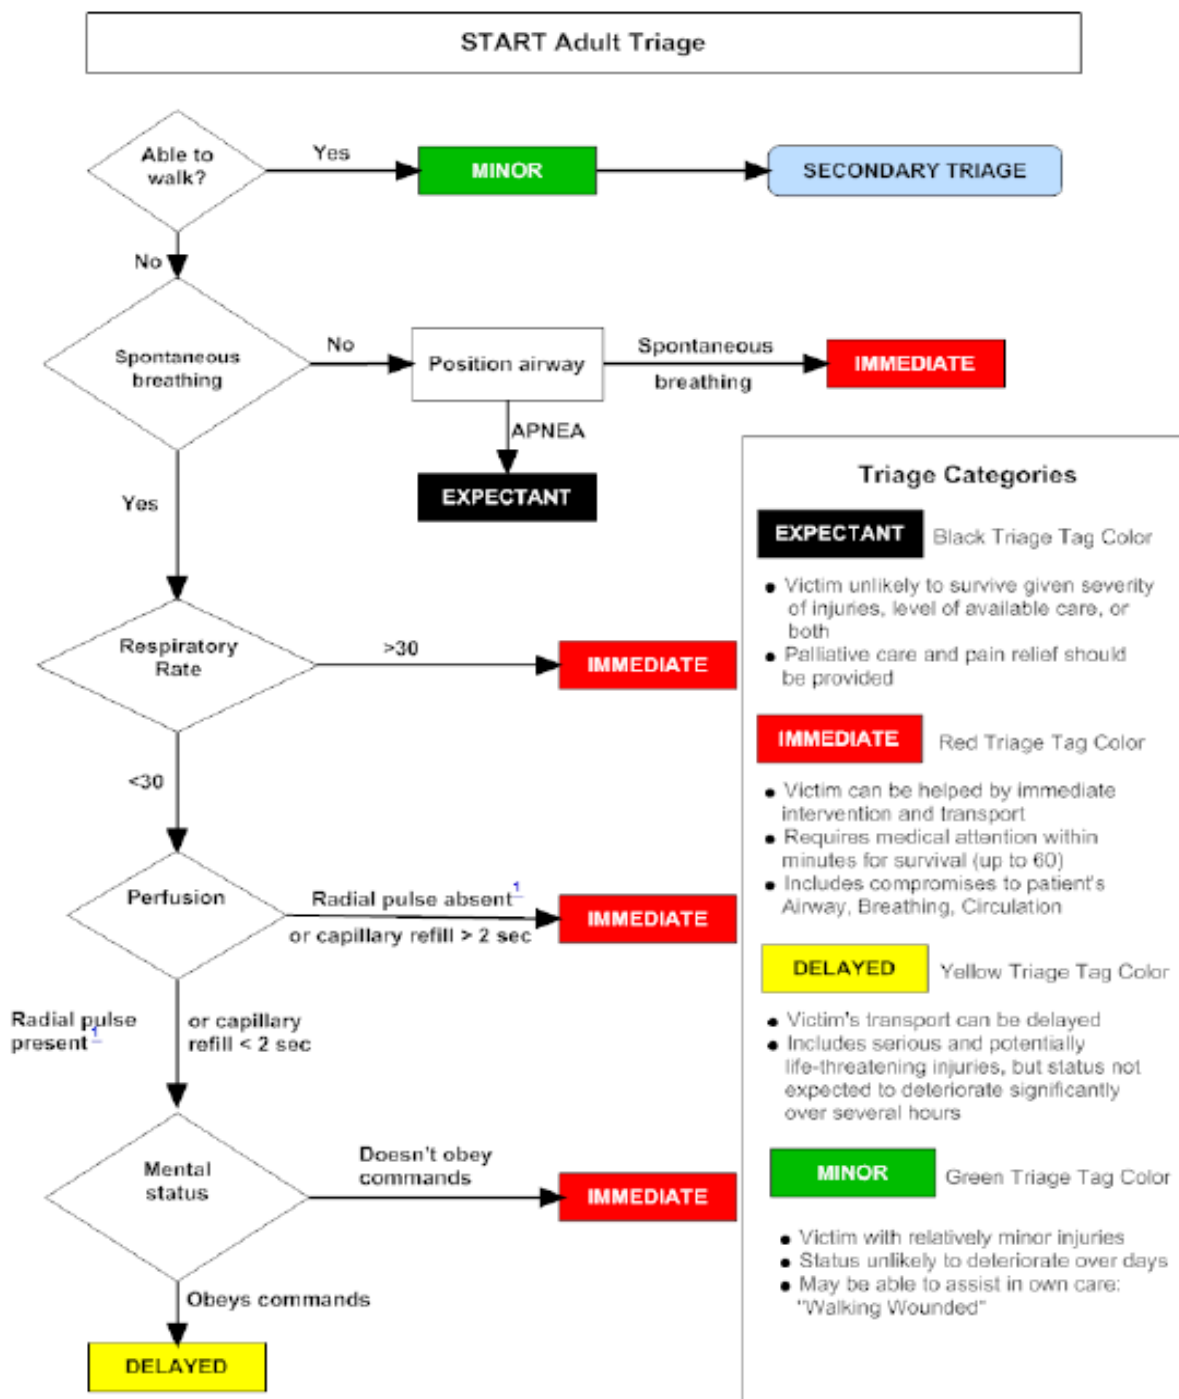 START Adult Triage
Able to
walk?
Yes
MINOR
SECONDARY TRIAGE
No
Spontaneous
breathing
No
Position airway
Spontaneous
breathing
IMMEDIATE
APNEA
EXPECTANT
Yes
Respiratory
Rate
>30
IMMEDIATE
<30
Perfusion
Radial pulse absent1
or capillary refill > 2 sec
IMMEDIATE
Radial pulse
present1
or capillary
refill < 2 sec
Mental
status
Doesn't obey
commands
IMMEDIATE
Obeys commands
DELAYED
Triage Categories
EXPECTANT Black Triage Tag Color
● Victim unlikely to survive given severity
of injuries, level of available care, or
both
● Palliative care and pain relief should
be provided
IMMEDIATE Red Triage Tag Color
● Victim can be helped by immediate
intervention and transport
● Requires medical attention within
minutes for survival (up to 60)
● Includes compromises to patient's
Airway, Breathing, Circulation
DELAYED Yellow Triage Tag Color
● Victim's transport can be delayed
● Includes serious and potentially
life-threatening injuries, but status not
expected to deteriorate significantly
over several hours
MINOR Green Triage Tag Color
● Victim with relatively minor injuries
● Status unlikely to deteriorate over days
● May be able to assist in own care:
"Walking Wounded"